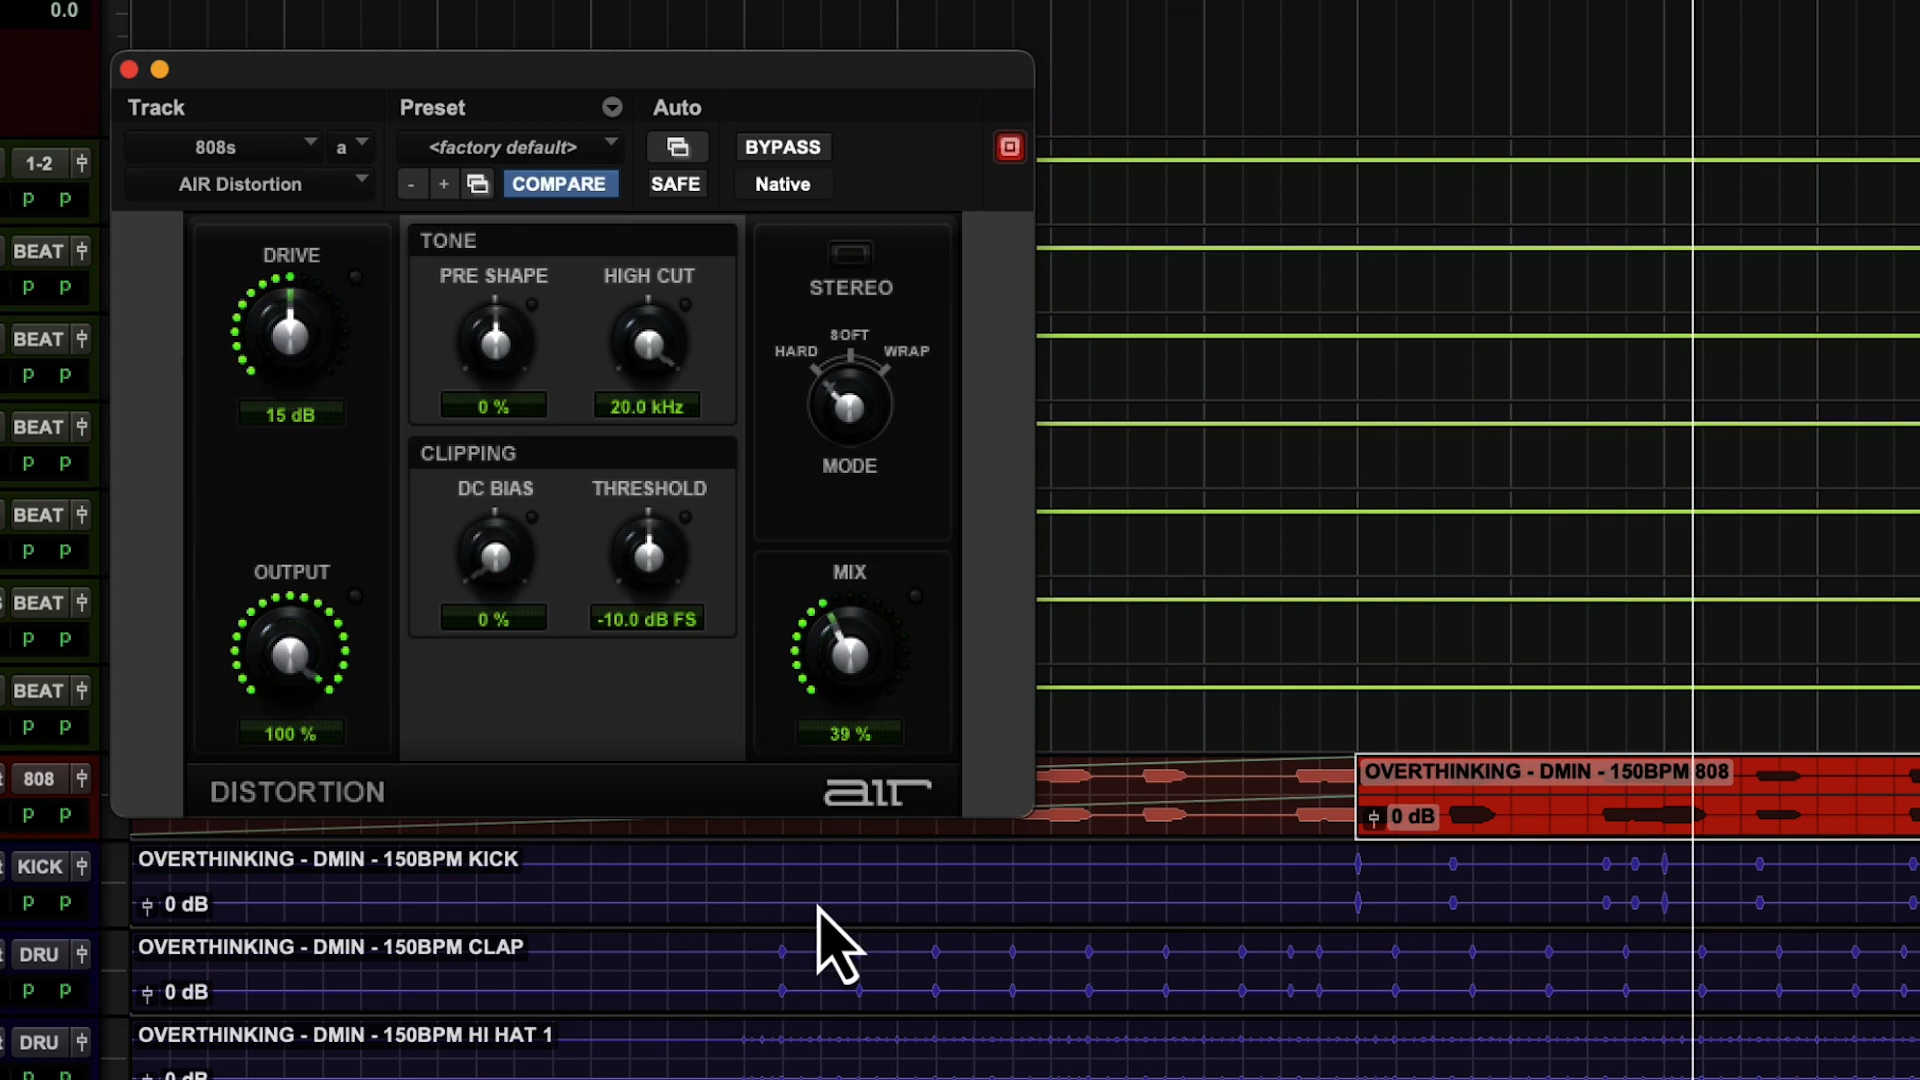 0.0
Track
Preset
Auto
808s
a
<factory default>
BYPASS
AIR Distortion
-
+
COMPARE
SAFE
Native
DRIVE
15 dB
OUTPUT
100 %
TONE
PRE SHAPE
HIGH CUT
0 %
20.0 kHz
CLIPPING
DC BIAS
THRESHOLD
0 %
-10.0 dB FS
STEREO
HARD
SOFT
WRAP
MODE
MIX
39 %
DISTORTION
air
1-2
p p
BEAT
p p
BEAT
p p
BEAT
p p
BEAT
p p
BEAT
p p
BEAT
p p
808
p p
OVERTHINKING - DMIN - 150BPM 808
0 dB
KICK
p p
OVERTHINKING - DMIN - 150BPM KICK
0 dB
DRU
p p
OVERTHINKING - DMIN - 150BPM CLAP
0 dB
DRU
OVERTHINKING - DMIN - 150BPM HI HAT 1
0 dB